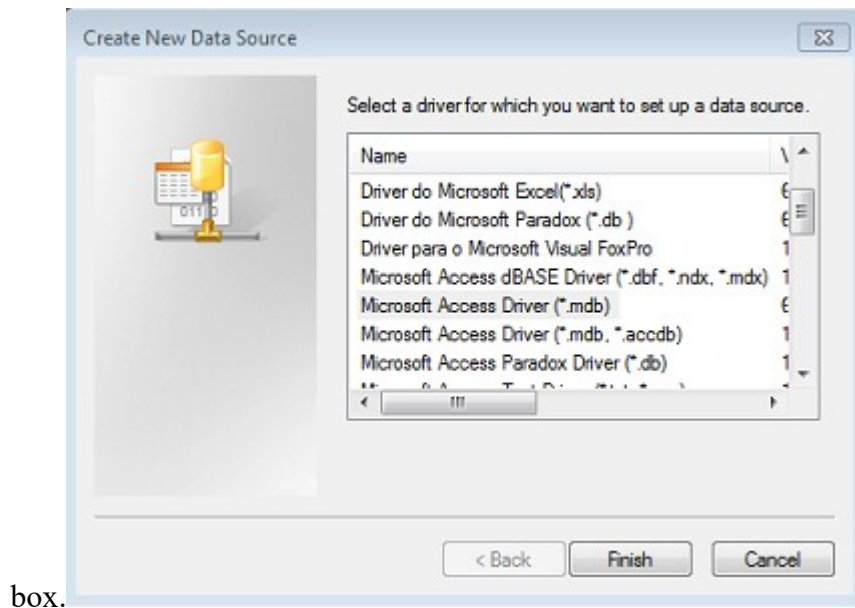 Create New Data Source
Select a driver for which you want to set up a data source.
Name
Driver do Microsoft Excel(*.xls)
Driver do Microsoft Paradox (*.db )
Driver para o Microsoft Visual FoxPro
Microsoft Access dBASE Driver (*.dbf, *.ndx, *.mdx)
Microsoft Access Driver (*.mdb)
Microsoft Access Driver (*.mdb, *.accdb)
Microsoft Access Paradox Driver (*.db)
< Back Finish Cancel
box.